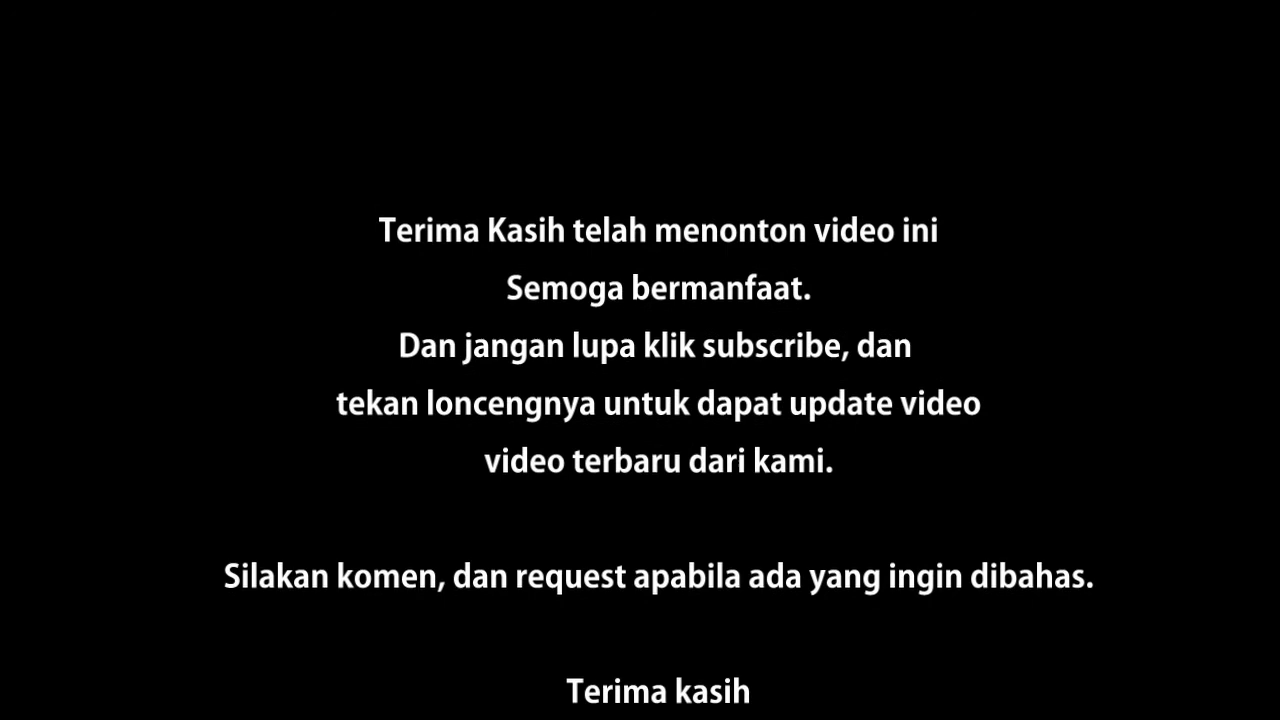 Terima Kasih telah menonton video ini
Semoga bermanfaat.
Dan jangan lupa klik subscribe, dan
tekan loncengnya untuk dapat update video
video terbaru dari kami.
Silakan komen, dan request apabila ada yang ingin dibahas.
Terima kasih